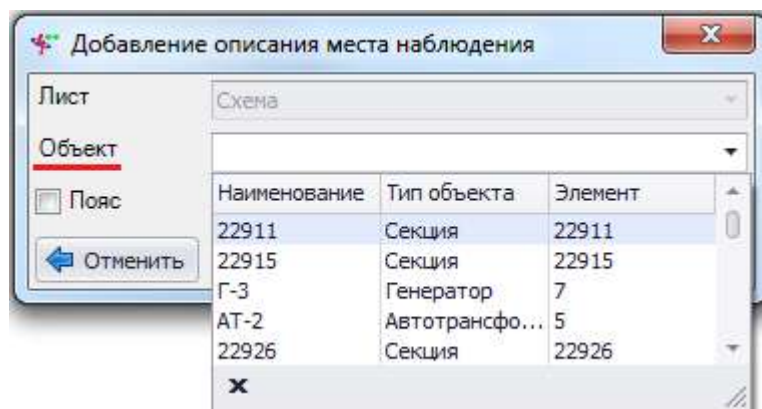 Добавление описания места наблюдения
Лист Схема
Объект
Пояс
Отменить
Наименование Тип объекта Элемент
22911 Секция 22911
22915 Секция 22915
Г-3 Генератор 7
АТ-2 Автотрансфо... 5
22926 Секция 22926